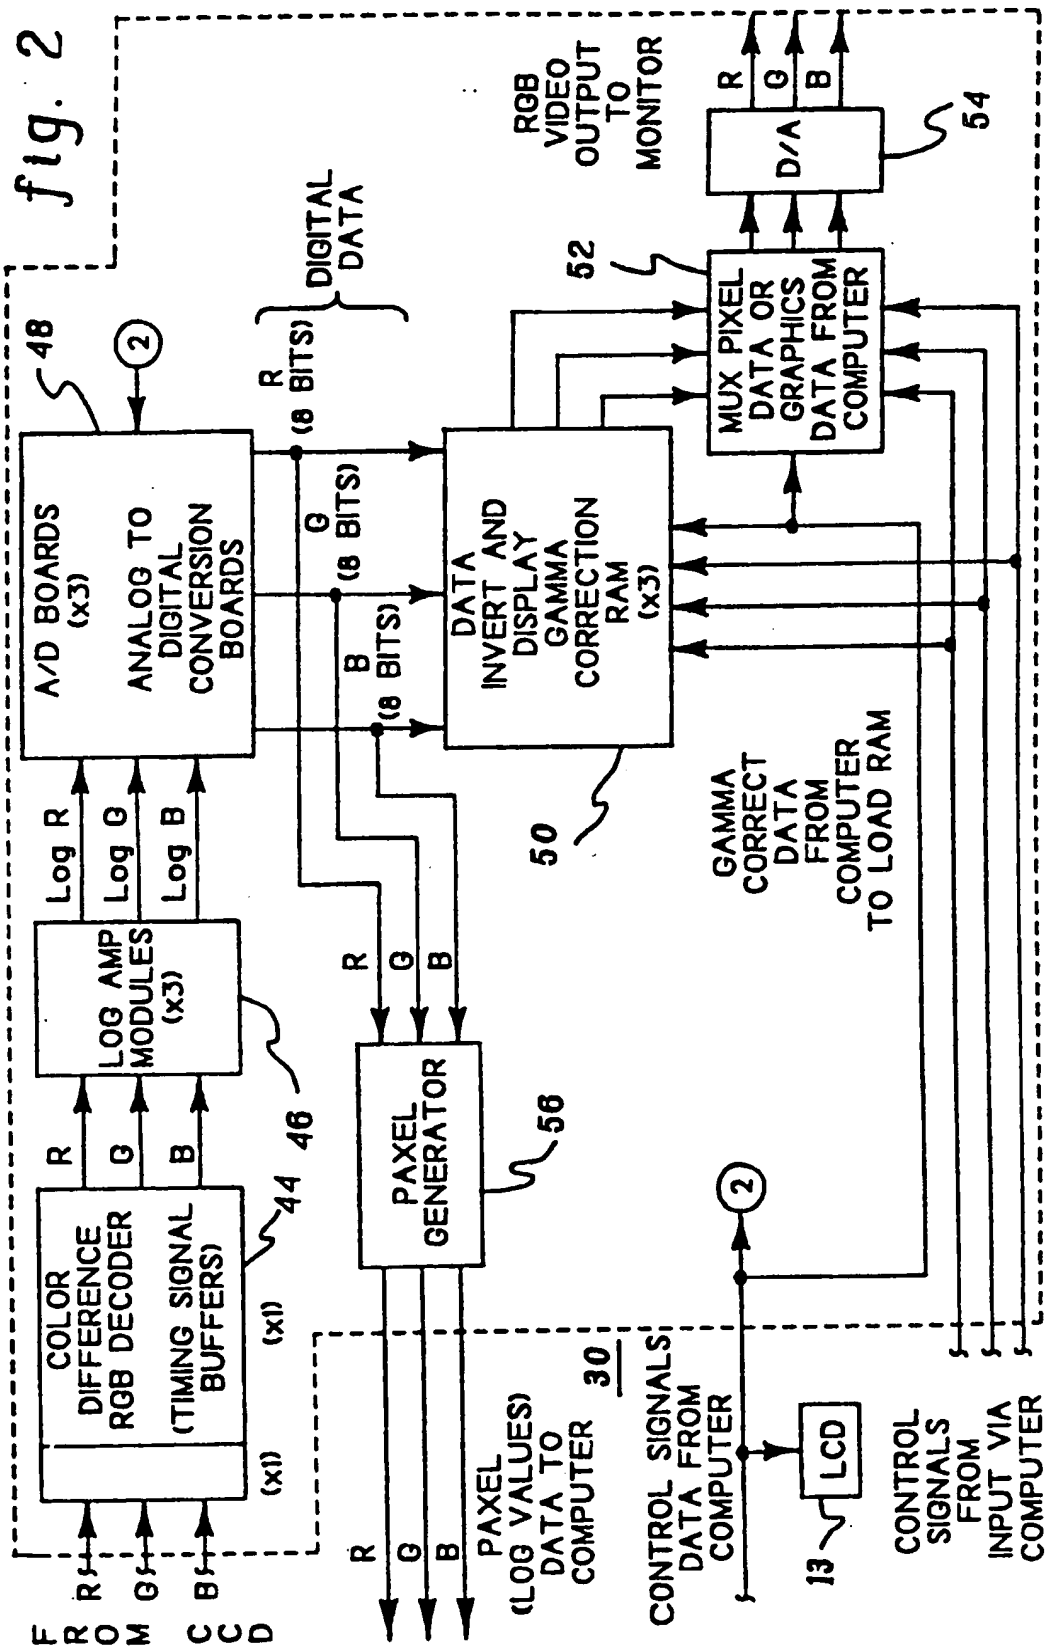 fig. 2
FROM CCD
R
G
B
COLOR
DIFFERENCE
RGB DECODER
(TIMING SIGNAL
BUFFERS)
(x1)
(x1)
44
R
G
B
LOG AMP
MODULES
(x3)
46
Log R
Log G
Log B
A/D BOARDS
(x3)
ANALOG TO
DIGITAL
CONVERSION
BOARDS
48
2
R
(8 BITS)
G
(8 BITS)
B
(8 BITS)
DIGITAL
DATA
R
G
B
PAXEL
GENERATOR
56
R
G
B
PAXEL
(LOG VALUES)
DATA TO
COMPUTER
30
DATA
INVERT AND
DISPLAY
GAMMA
CORRECTION
RAM
(x3)
50
MUX PIXEL
DATA OR
GRAPHICS
DATA FROM
COMPUTER
52
D/A
54
R
G
B
RGB
VIDEO
OUTPUT
TO
MONITOR
GAMMA
CORRECT
DATA
FROM
COMPUTER
TO LOAD RAM
CONTROL SIGNALS
DATA FROM
COMPUTER
2
LCD
13
CONTROL
SIGNALS
FROM
INPUT VIA
COMPUTER